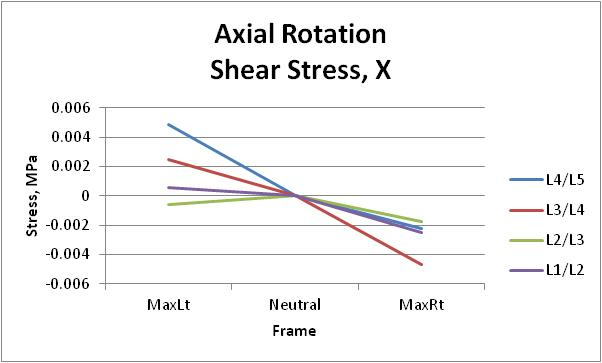 Axial Rotation
Shear Stress, X
0.006
0.004
0.002
0
-0.002
-0.004
-0.006
Stress, MPa
MaxLt
Neutral
MaxRt
Frame
L4/L5
L3/L4
L2/L3
L1/L2